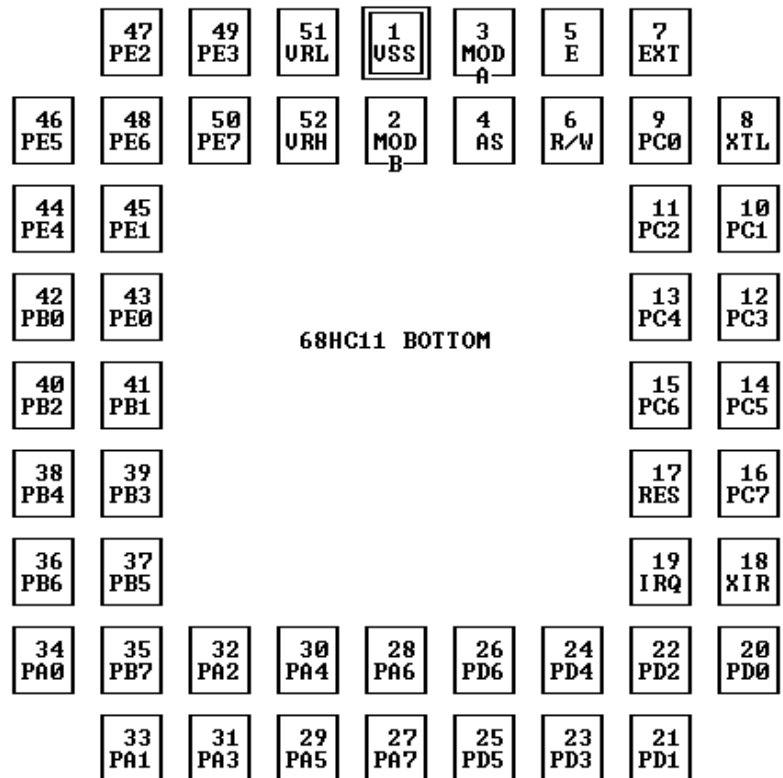 47 49 51 1 3 5 7
PE2 PE3 VRL VSS MOD E EXT
A
46 48 50 52 2 4 6 9 8
PE5 PE6 PE7 VRH MOD AS R/W PC0 XTL
B
44 45 11 10
PE4 PE1 PC2 PC1
42 43 13 12
PB0 PE0 PC4 PC3
68HC11 BOTTOM
40 41 15 14
PB2 PB1 PC6 PC5
38 39 17 16
PB4 PB3 RES PC7
36 37 19 18
PB6 PB5 IRQ XIR
34 35 32 30 28 26 24 22 20
PA0 PB7 PA2 PA4 PA6 PD6 PD4 PD2 PD0
33 31 29 27 25 23 21
PA1 PA3 PA5 PA7 PD5 PD3 PD1